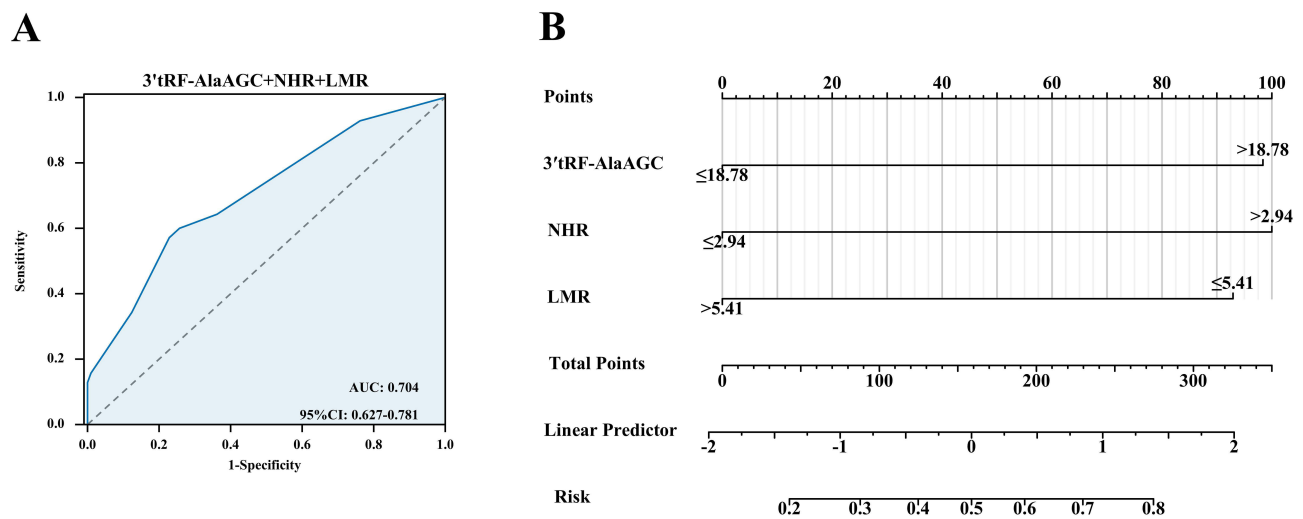 A
3'tRF-AlaAGC+NHR+LMR
1.0
0.8
0.6
0.4
0.2
0.0
Sensitivity
AUC: 0.704
95%CI: 0.627-0.781
0.0 0.2 0.4 0.6 0.8 1.0
1-Specificity
B
Points
0 20 40 60 80 100
3'tRF-AlaAGC
>18.78
≤18.78
NHR
>2.94
≤2.94
LMR
≤5.41
>5.41
Total Points
0 100 200 300
Linear Predictor
-2 -1 0 1 2
Risk
0.2 0.3 0.4 0.5 0.6 0.7 0.8